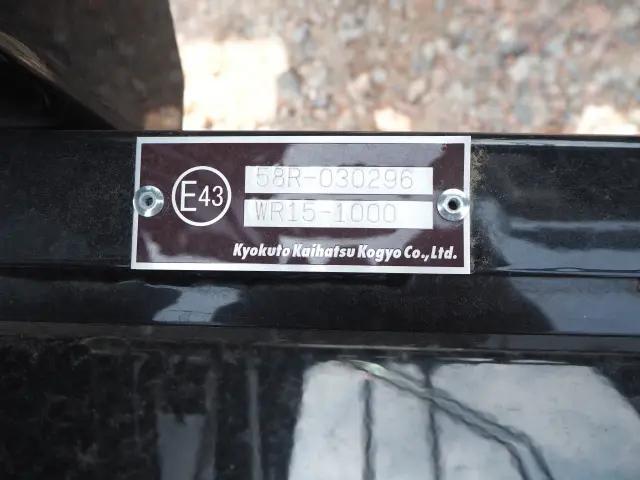 E43
58R-030296
WR15-1000
Kyokuto Kaihatsu Kogyo Co.,Ltd.